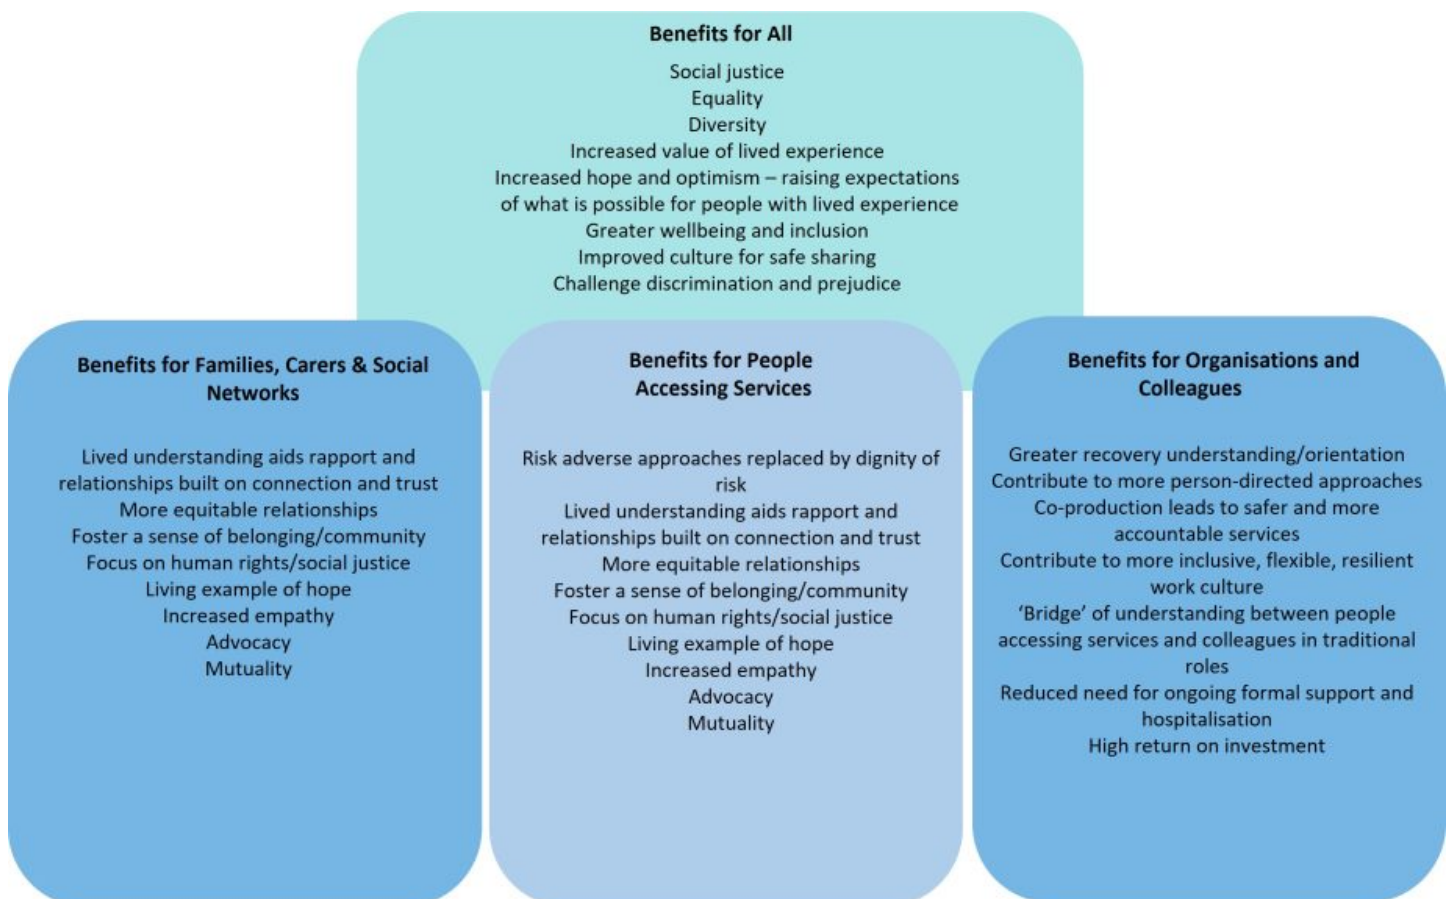 Benefits for All
Social justice
Equality
Diversity
Increased value of lived experience
Increased hope and optimism – raising expectations
of what is possible for people with lived experience
Greater wellbeing and inclusion
Improved culture for safe sharing
Challenge discrimination and prejudice
Benefits for Families, Carers & Social
Networks
Lived understanding aids rapport and
relationships built on connection and trust
More equitable relationships
Foster a sense of belonging/community
Focus on human rights/social justice
Living example of hope
Increased empathy
Advocacy
Mutuality
Benefits for People
Accessing Services
Risk adverse approaches replaced by dignity of
risk
Lived understanding aids rapport and
relationships built on connection and trust
More equitable relationships
Foster a sense of belonging/community
Focus on human rights/social justice
Living example of hope
Increased empathy
Advocacy
Mutuality
Benefits for Organisations and
Colleagues
Greater recovery understanding/orientation
Contribute to more person-directed approaches
Co-production leads to safer and more
accountable services
Contribute to more inclusive, flexible, resilient
work culture
‘Bridge’ of understanding between people
accessing services and colleagues in traditional
roles
Reduced need for ongoing formal support and
hospitalisation
High return on investment